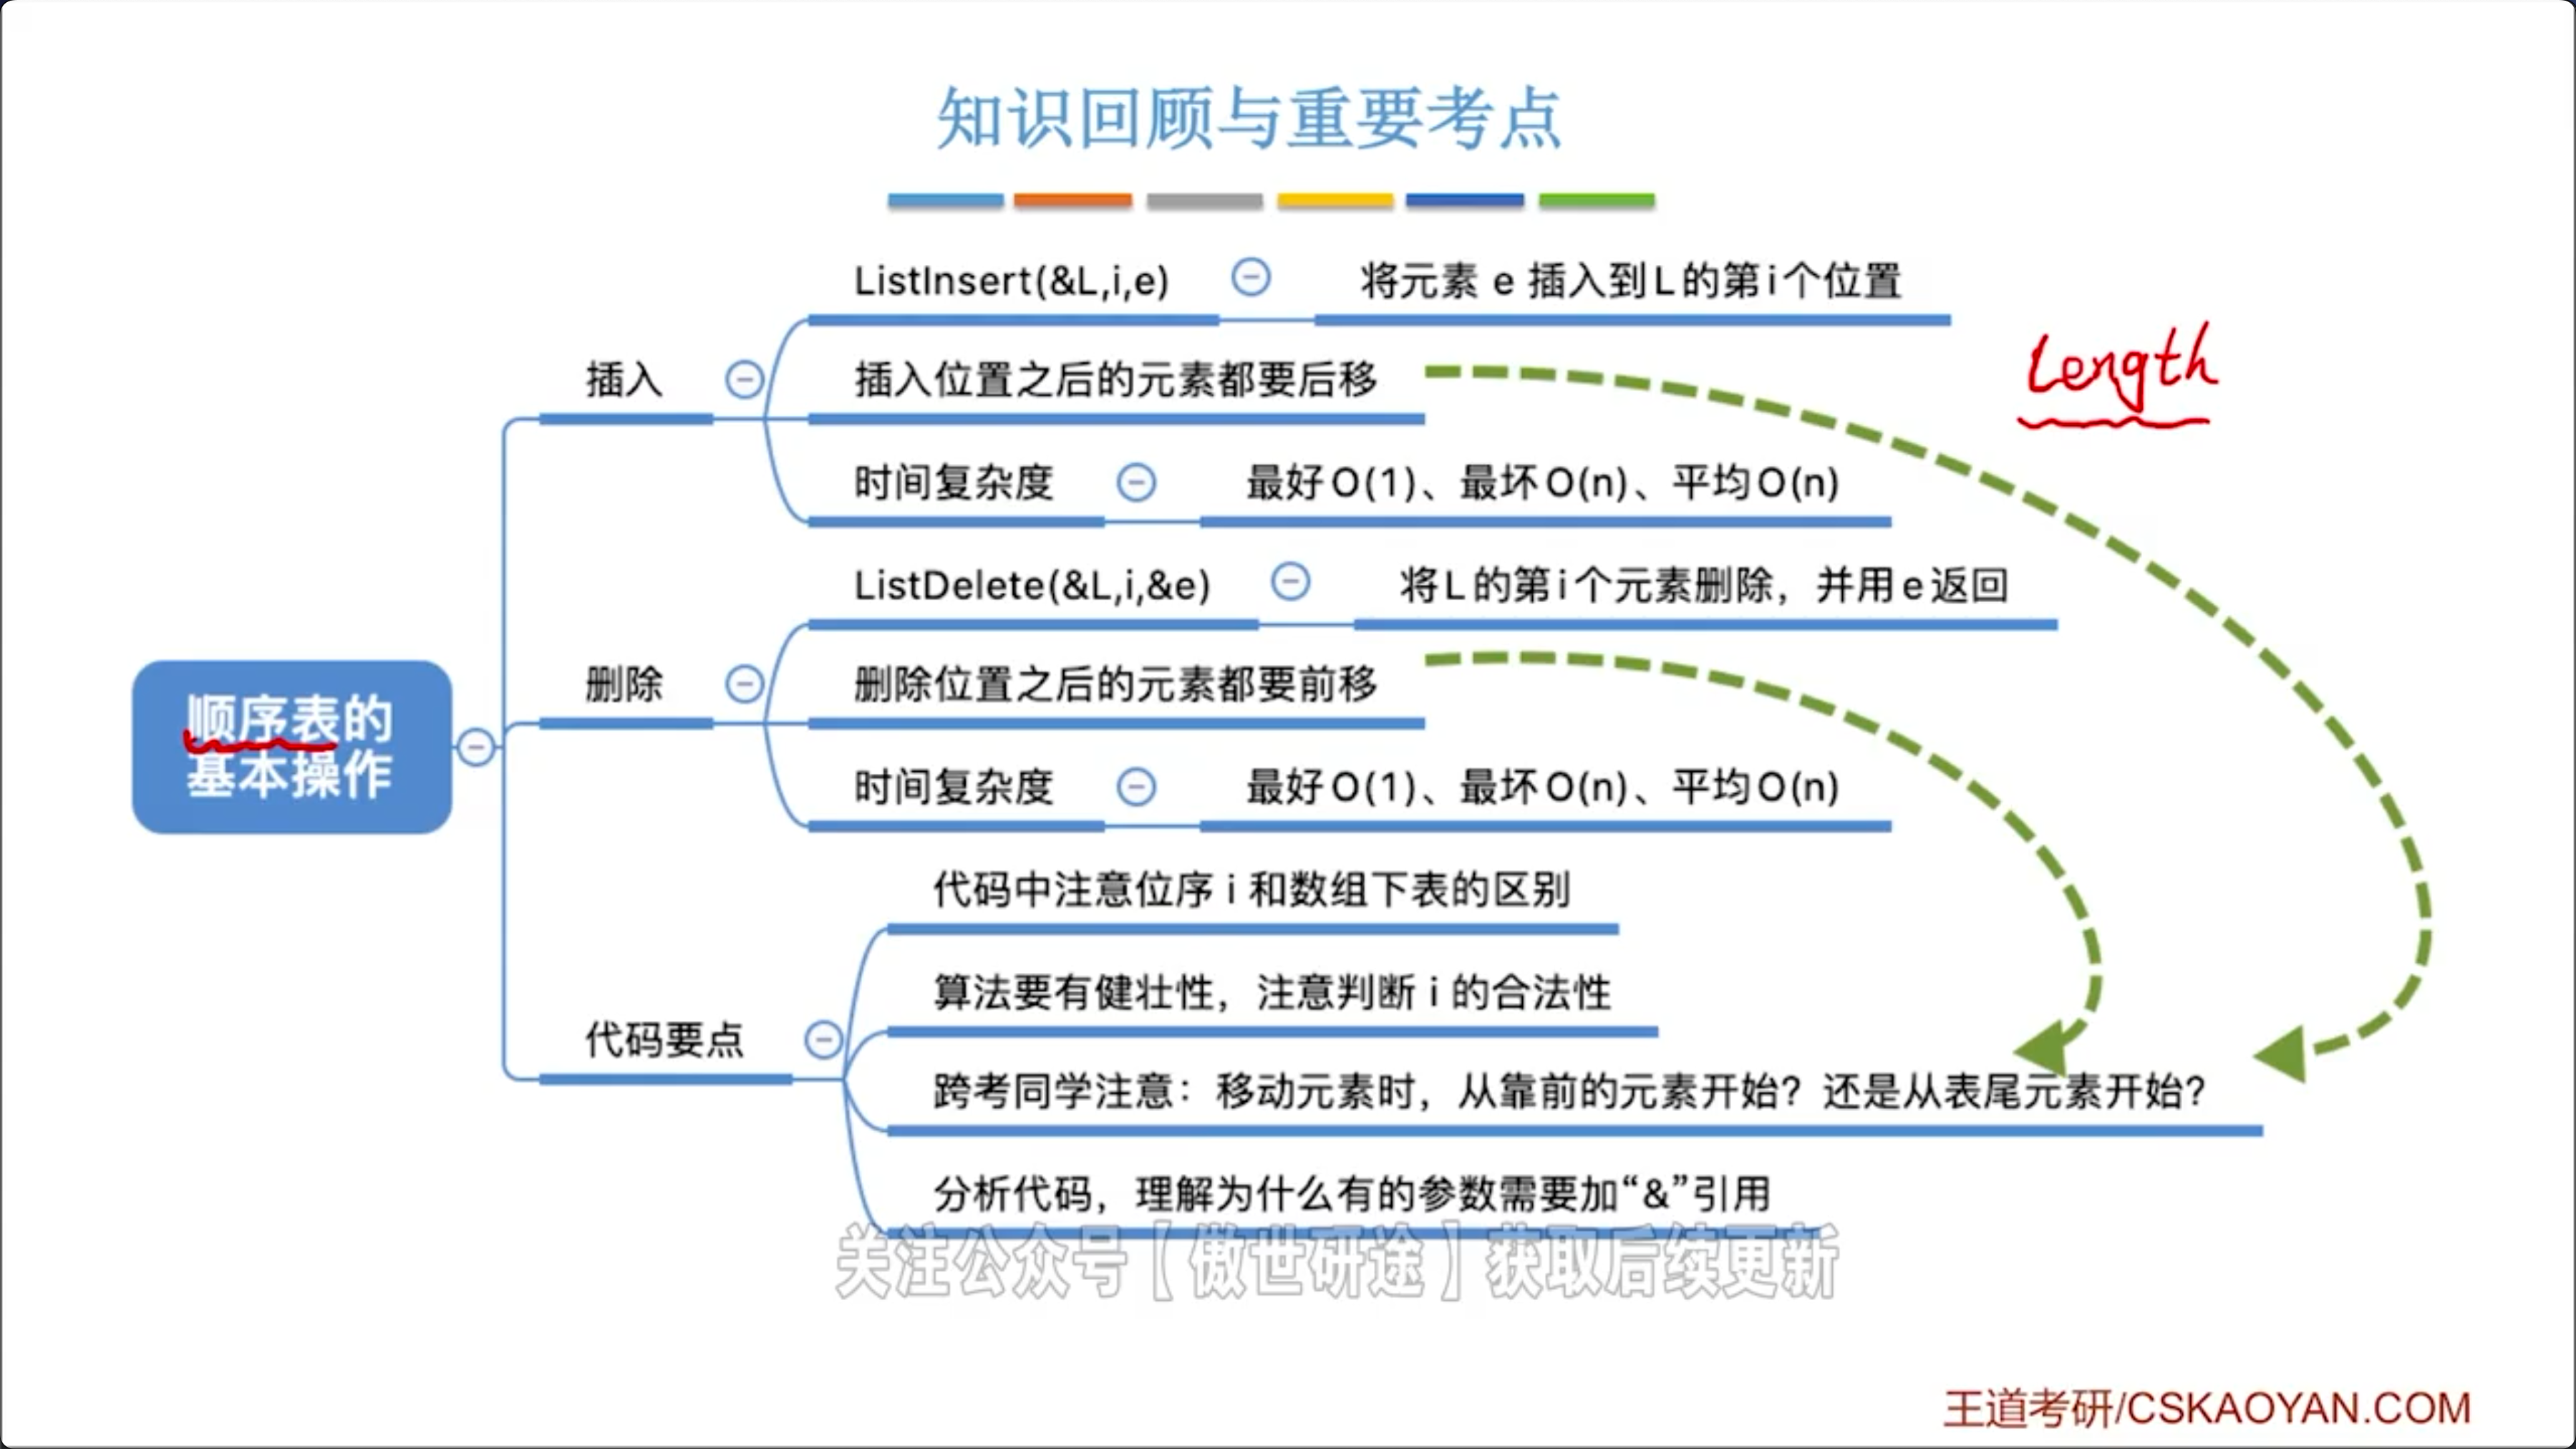 知识回顾与重要考点
ListInsert(&L,i,e)
将元素 e 插入到L的第i个位置
Length
插入
插入位置之后的元素都要后移
时间复杂度
最好O(1)、最坏O(n)、平均O(n)
ListDelete(&L,i,&e)
将L的第i个元素删除，并用e返回
顺序表的
基本操作
删除
删除位置之后的元素都要前移
时间复杂度
最好O(1)、最坏O(n)、平均O(n)
代码要点
代码中注意位序 i 和数组下表的区别
算法要有健壮性，注意判断 i 的合法性
跨考同学注意：移动元素时，从靠前的元素开始？还是从表尾元素开始？
分析代码，理解为什么有的参数需要加“&”引用
关注公众号【傲世研途】获取后续更新
王道考研/CSKAOYAN.COM